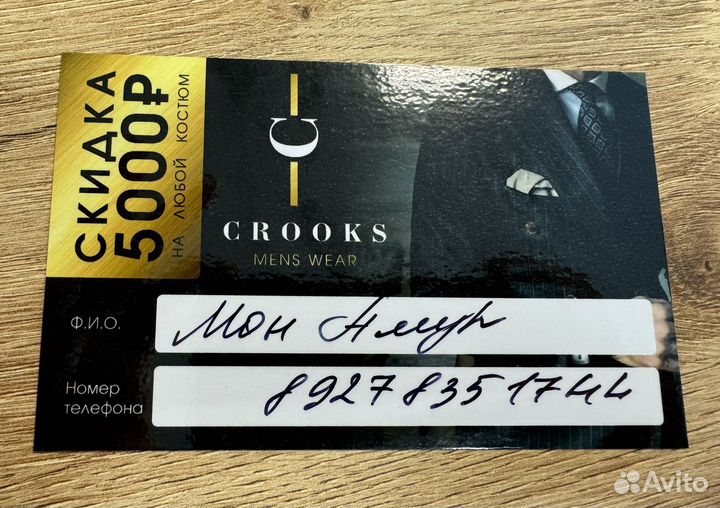 СКИДКА
5000₽
НА ЛЮБОЙ КОСТЮМ
C
CROOKS
MENS WEAR
Ф.И.О.
Мон Амур
Номер
телефона
89278351744
Avito